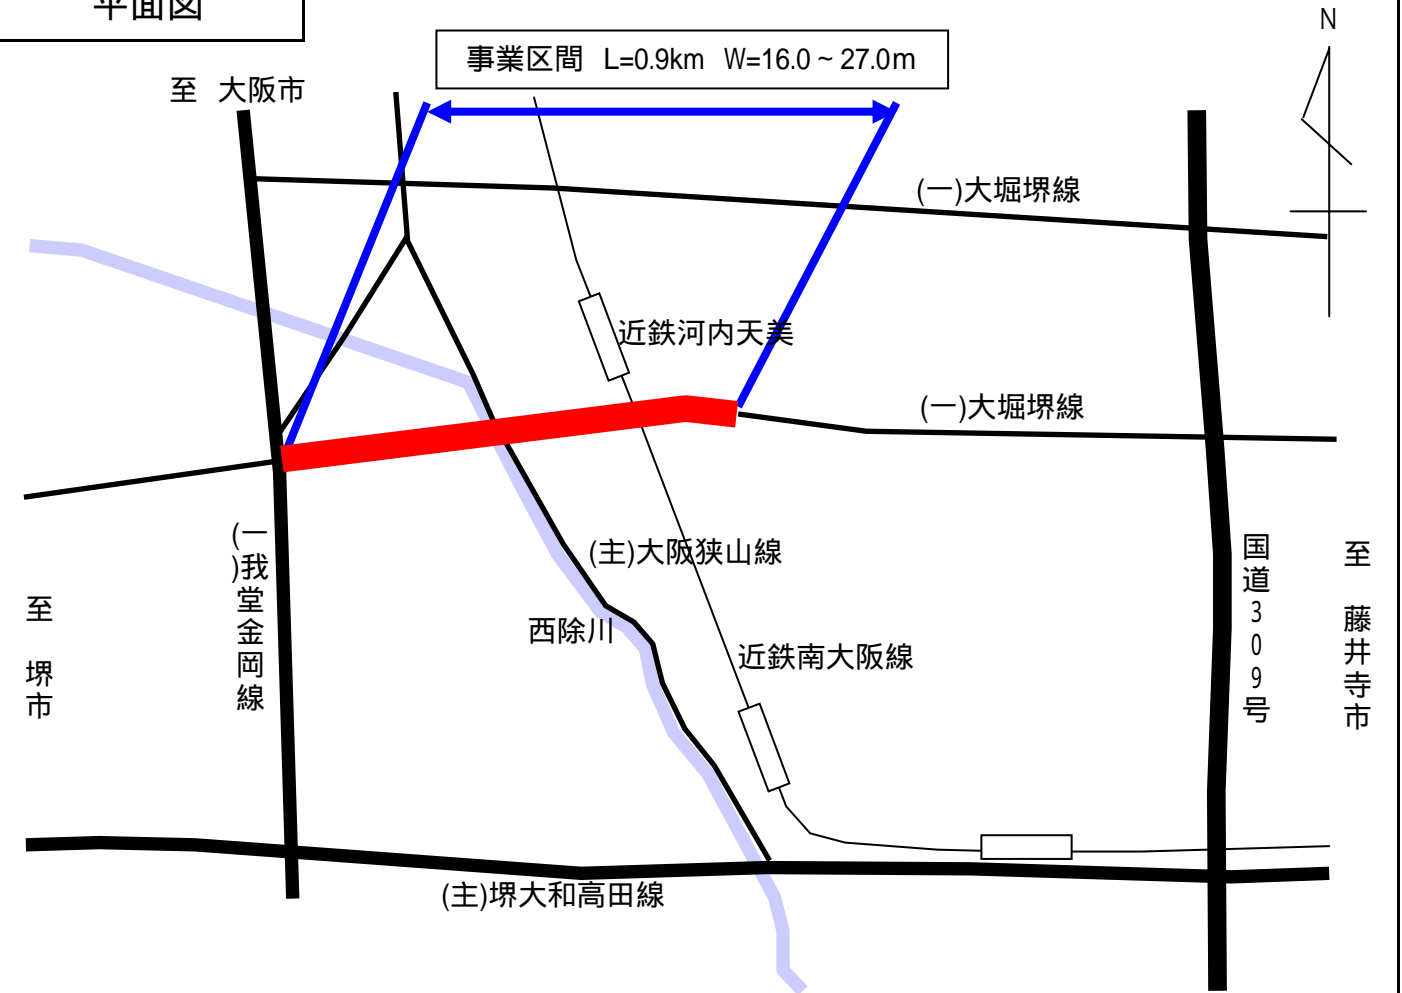 平面図
N
事業区間 L=0.9km W=16.0～27.0m
至 大阪市
(一)大堀堺線
近鉄河内天美
(一)大堀堺線
(一)我堂金岡線
(主)大阪狭山線
国道309号
至 藤井寺市
至 堺市
西除川
近鉄南大阪線
(主)堺大和高田線